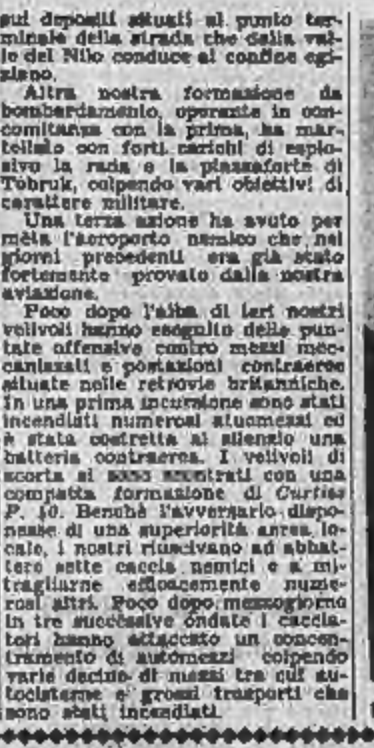 sui depositi situati al punto ter-
minale della strada che dalla val-
le del Nilo conduce al confine egi-
ziano.
Altra nostra formazione da
bombardamento, operante in con-
comitanza con la prima, ha mar-
tellato con forti carichi di esplo-
sivo la rada e la piazzaforte di
Tobruk, colpendo vari obiettivi di
carattere militare.
Una terza azione ha avuto per
mèta l'aeroporto nemico che nei
giorni precedenti era già stato
fortemente provato dalla nostra
aviazione.
Poco dopo l'alba di ieri nostri
velivoli hanno eseguito delle pun-
tate offensive contro mezzi mec-
canizzati e postazioni contraeree
situate nelle retrovie britanniche.
In una prima incursione sono stati
incendiati numerosi automezzi ed
è stata costretta al silenzio una
batteria contraerea. I velivoli di
scorta si sono scontrati con una
compatta formazione di Curtiss
P. 40. Benchè l'avversario dispo-
nesse di una superiorità aerea lo-
cale, i nostri riuscivano ad abbat-
tere sette caccia nemici e a mi-
tragliarne efficacemente nume-
rosi altri. Poco dopo mezzogiorno
in tre successive ondate i caccia-
tori hanno attaccato un concen-
tramento di automezzi colpendo
varie decine di mezzi tra cui au-
tocisterne e grossi trasporti che
sono stati incendiati